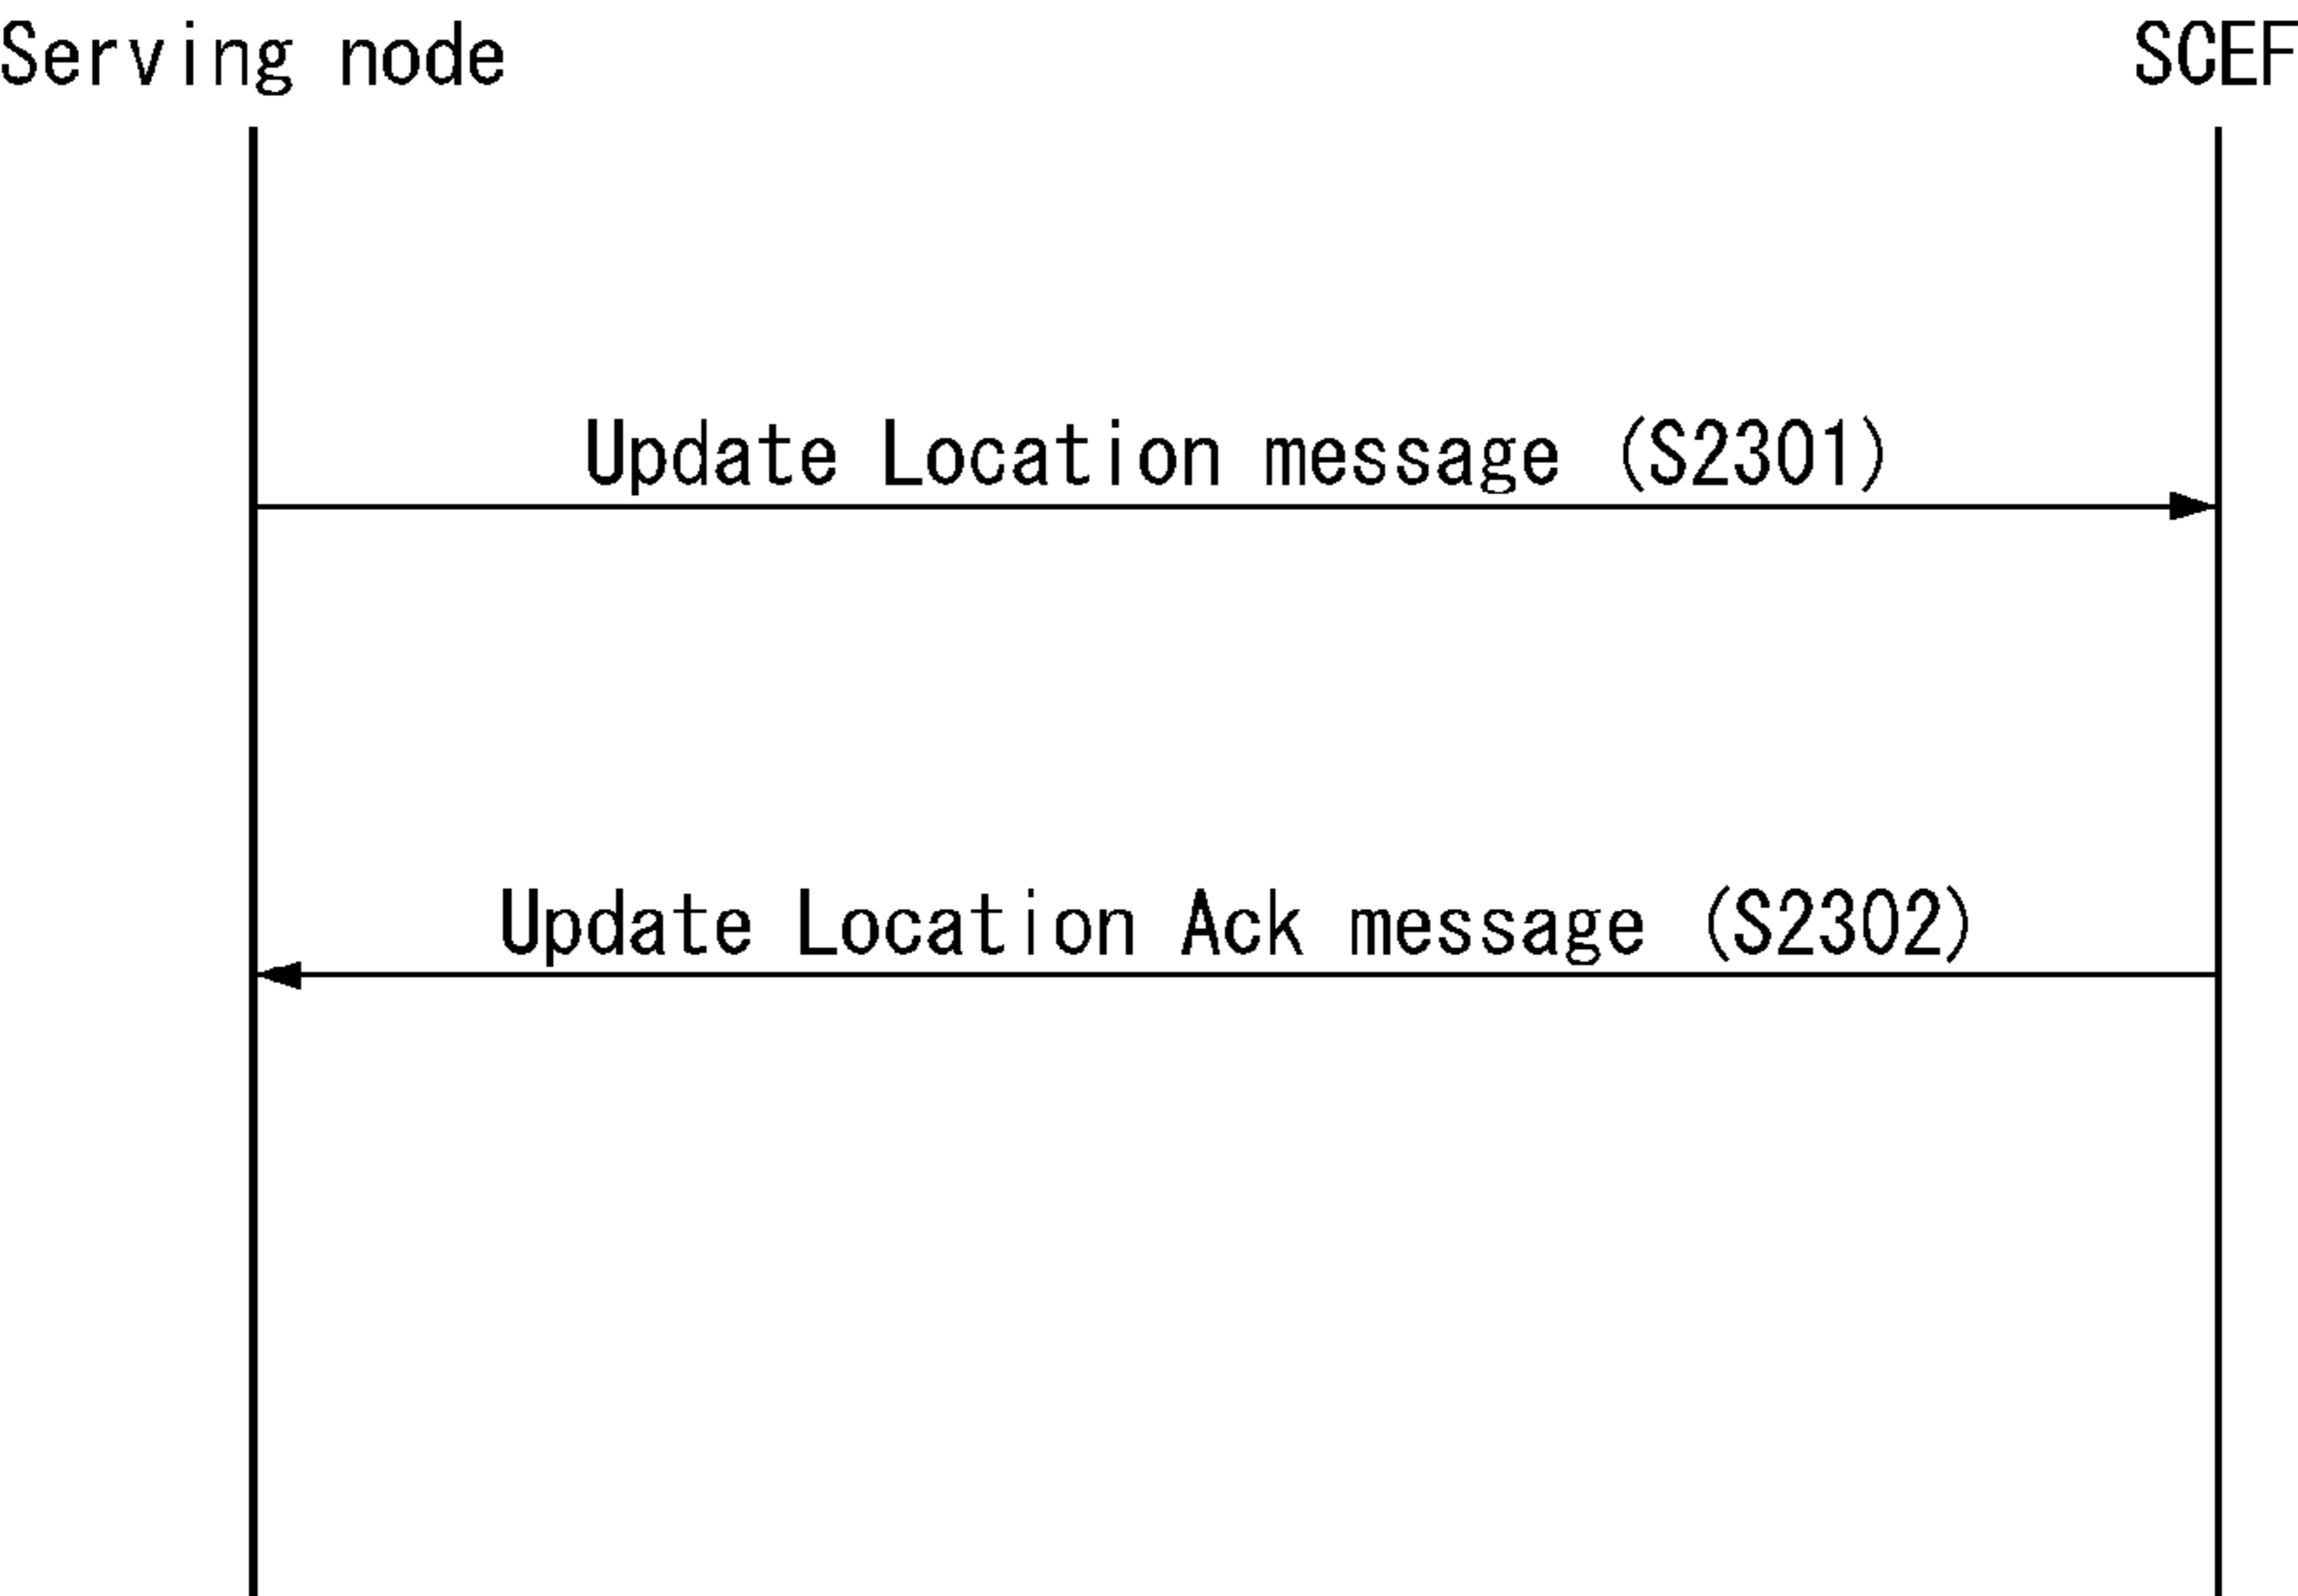 Serving node
SCEF
Update Location message (S2301)
Update Location Ack message (S2302)